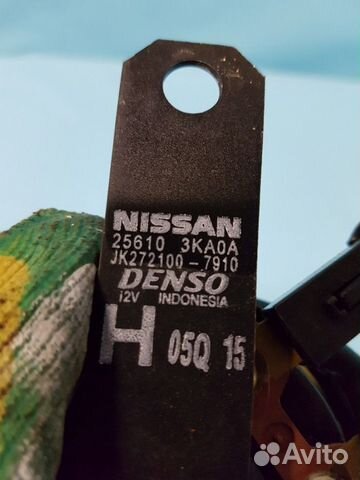 NISSAN
25610 3KA0A
JK272100-7910
DENSO
12V INDONESIA
H 05Q 15
Avito